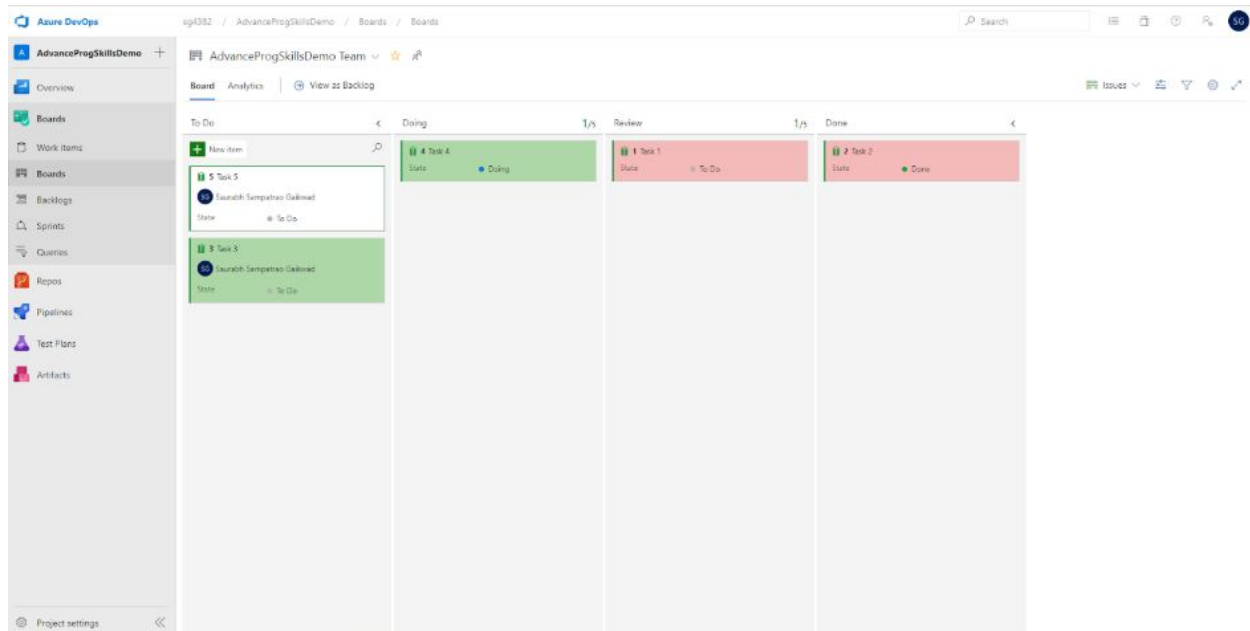 Azure DevOps
sg4382 / AdvanceProgSkillsDemo / Boards / Boards
Search
SG
A AdvanceProgSkillsDemo
AdvanceProgSkillsDemo Team
Overview
Board Analytics View as Backlog
Issues
Boards
Work items
Boards
Backlogs
Sprints
Queries
Repos
Pipelines
Test Plans
Artifacts
Project settings
To Do
New item
5 Task 5
SG Saurabh Sampatrao Gaikwad
State To Do
3 Task 3
SG Saurabh Sampatrao Gaikwad
State To Do
Doing 1/5
4 Task 4
State Doing
Review 1/5
1 Task 1
State To Do
Done
2 Task 2
State Done